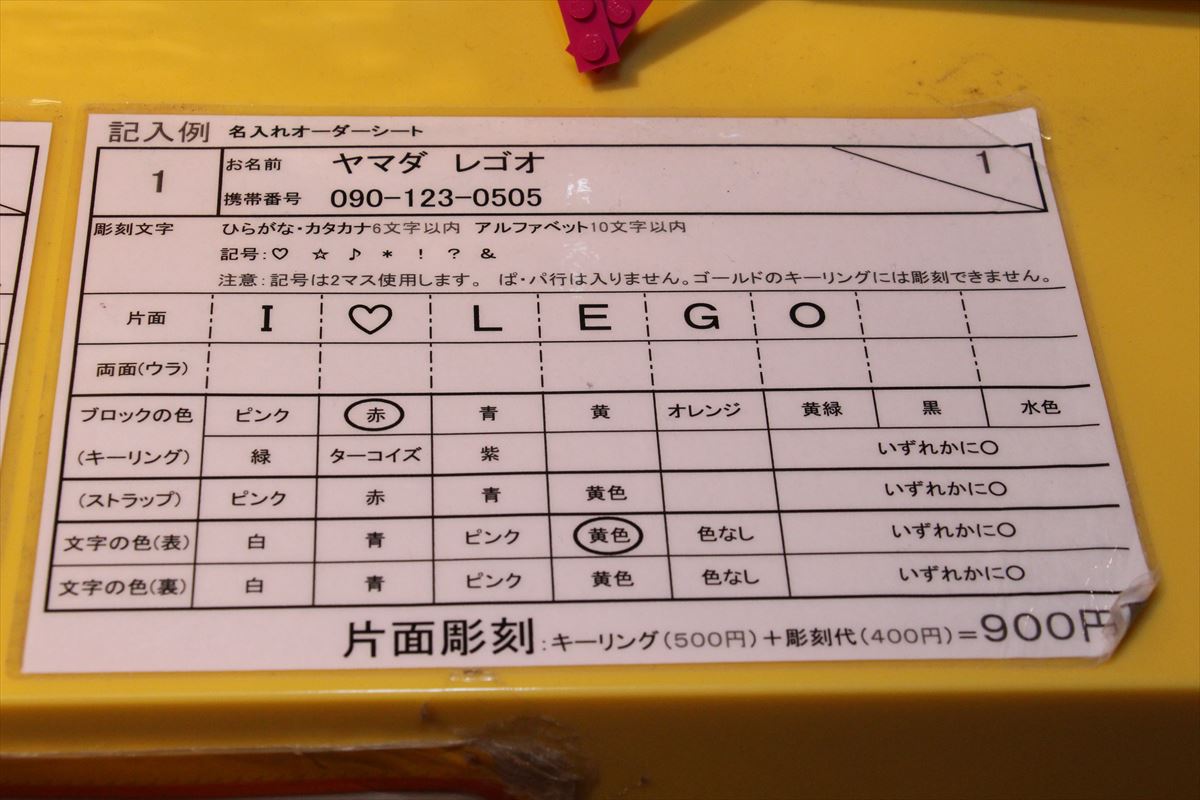 記入例 名入れオーダーシート
1 お名前 ヤマダ レゴオ 1
携帯番号 090-123-0505
彫刻文字 ひらがな・カタカナ6文字以内 アルファベット10文字以内
記号:♡ ☆ ♪ * ! ? &
注意:記号は2マス使用します。 ぱ・パ行は入りません。ゴールドのキーリングには彫刻できません。
片面 I ♡ L E G O
両面(ウラ)
ブロックの色 ピンク 赤 青 黄 オレンジ 黄緑 黒 水色
(キーリング) 緑 ターコイズ 紫 いずれかに〇
(ストラップ) ピンク 赤 青 黄色 いずれかに〇
文字の色(表) 白 青 ピンク 黄色 色なし いずれかに〇
文字の色(裏) 白 青 ピンク 黄色 色なし いずれかに〇
片面彫刻:キーリング(500円)+彫刻代(400円)=900円